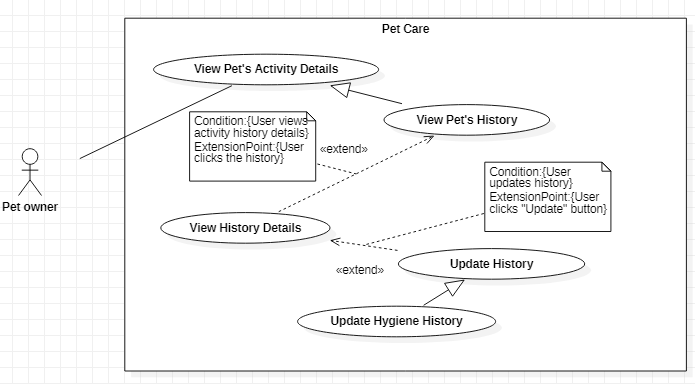 Pet Care
View Pet's Activity Details
View Pet's History
Condition:{User views
activity history details}
ExtensionPoint:{User
clicks the history}
«extend»
Condition:{User
updates history}
ExtensionPoint:{User
clicks "Update" button}
Pet owner
View History Details
Update History
«extend»
Update Hygiene History